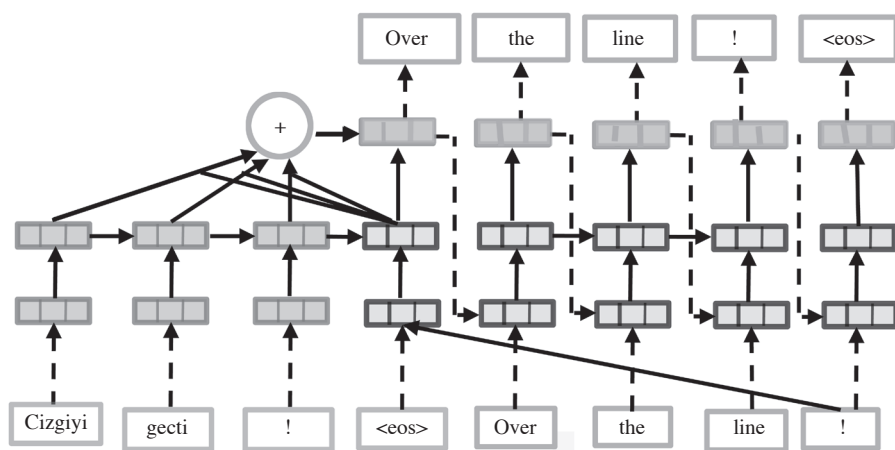 Over the line ! <eos>
+
Cizgiyi gecti ! <eos> Over the line !